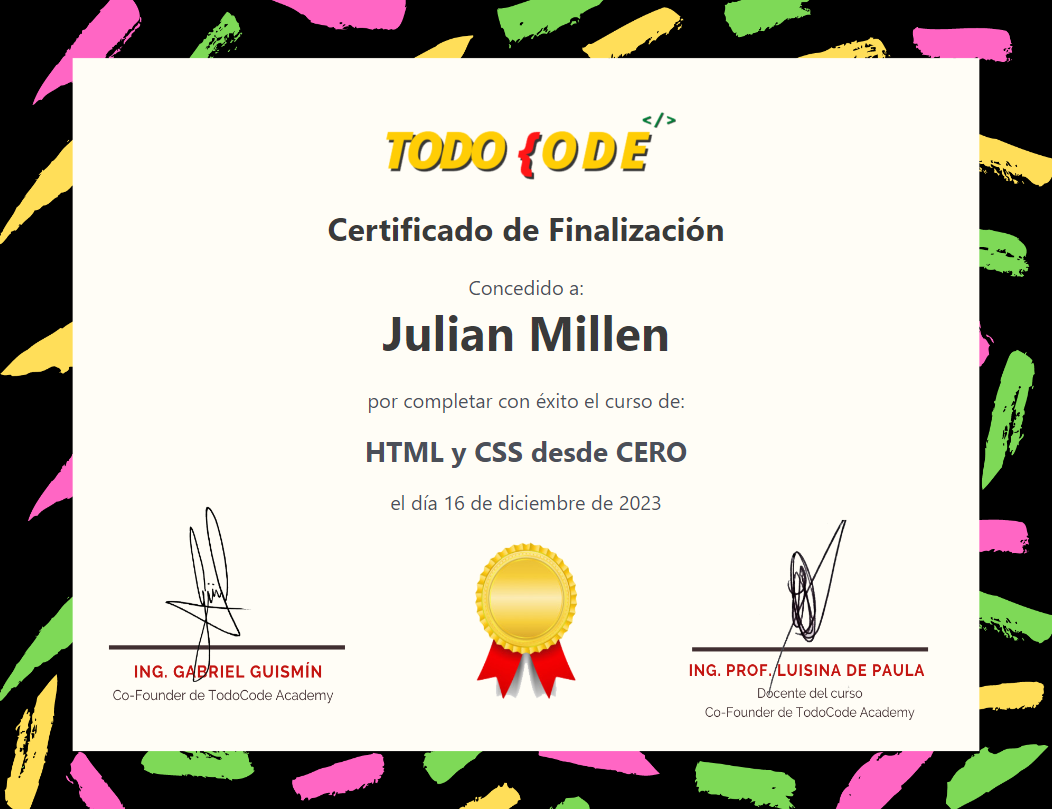 </>
TODO {ODE
Certificado de Finalización
Concedido a:
Julian Millen
por completar con éxito el curso de:
HTML y CSS desde CERO
el día 16 de diciembre de 2023
ING. GABRIEL GUISMÍN
Co-Founder de TodoCode Academy
ING. PROF. LUISINA DE PAULA
Docente del curso
Co-Founder de TodoCode Academy